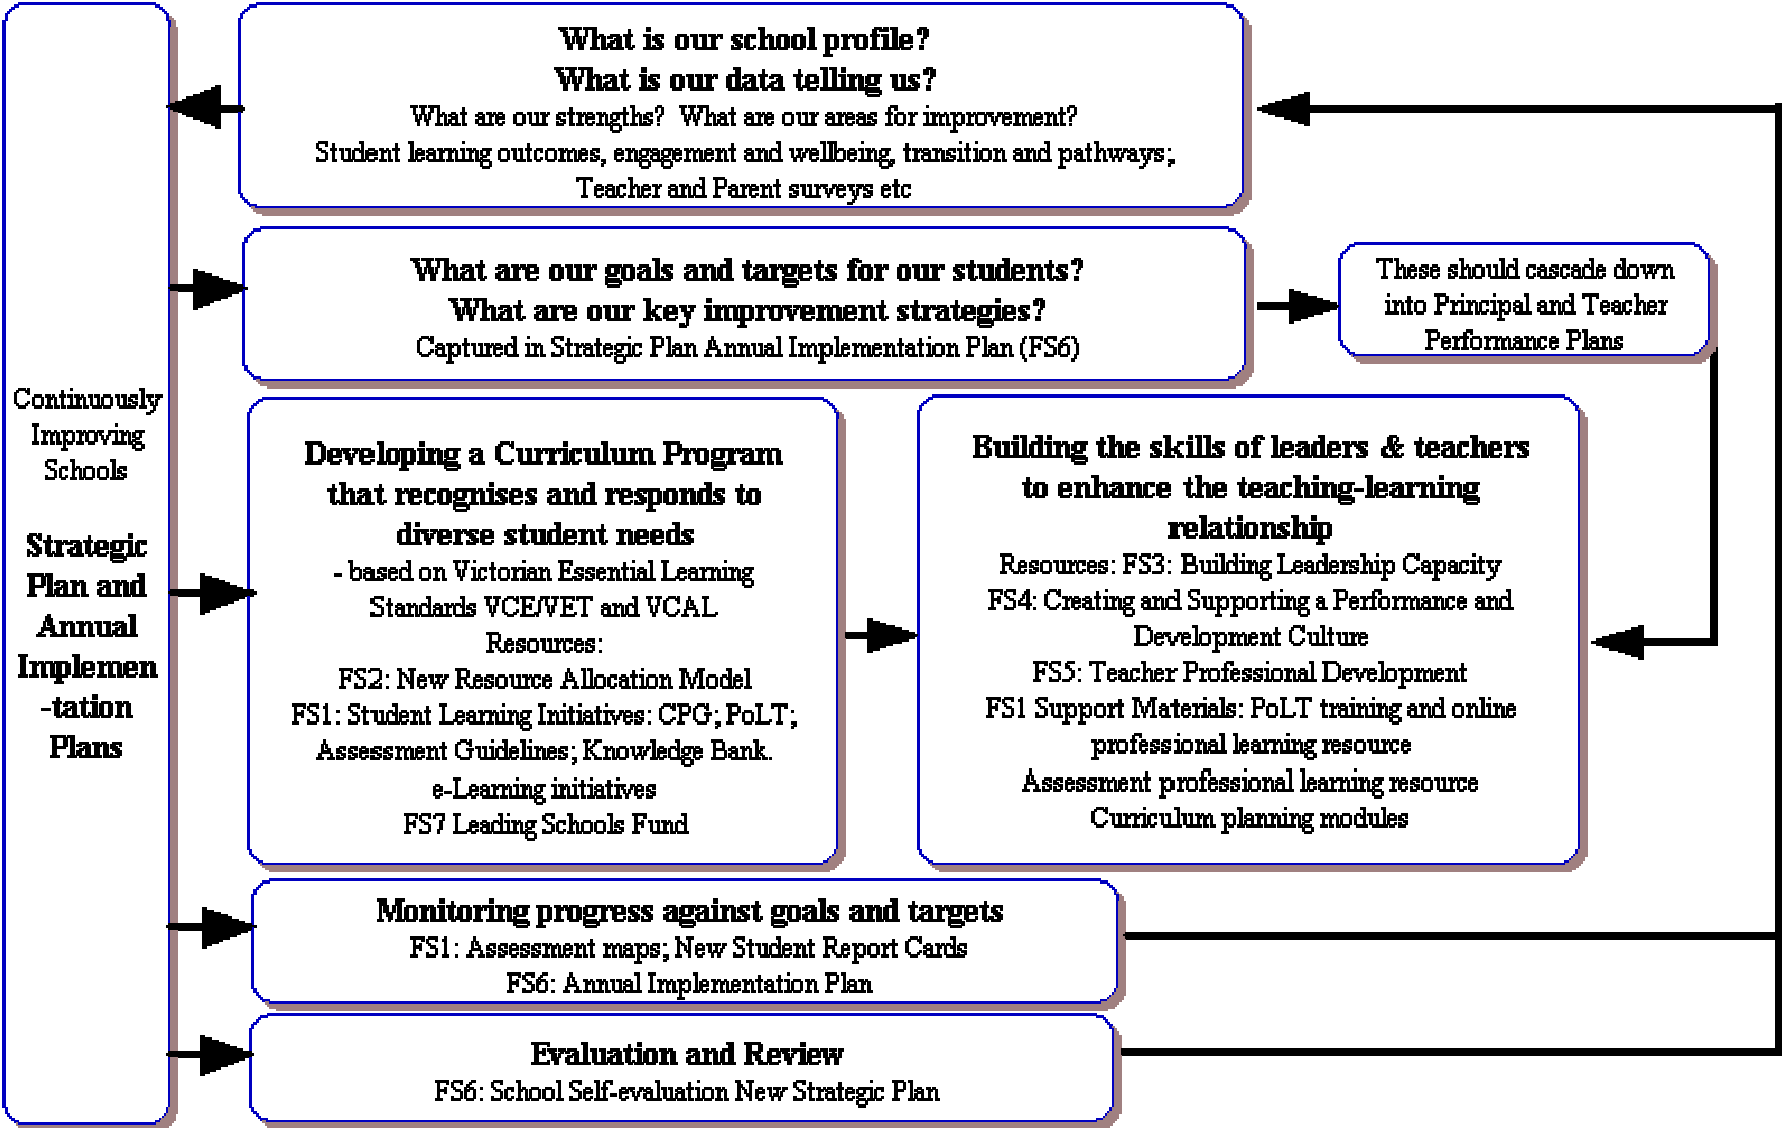 Continuously
Improving
Schools
Strategic
Plan and
Annual
Implemen
-tation
Plans
What is our school profile?
What is our data telling us?
What are our strengths? What are our areas for improvement?
Student learning outcomes, engagement and wellbeing, transition and pathways;
Teacher and Parent surveys etc
What are our goals and targets for our students?
What are our key improvement strategies?
Captured in Strategic Plan Annual Implementation Plan (FS6)
These should cascade down
into Principal and Teacher
Performance Plans
Developing a Curriculum Program
that recognises and responds to
diverse student needs
- based on Victorian Essential Learning
Standards VCE/VET and VCAL
Resources:
FS2: New Resource Allocation Model
FS1: Student Learning Initiatives: CPG; PoLT;
Assessment Guidelines; Knowledge Bank.
e-Learning initiatives
FS7 Leading Schools Fund
Building the skills of leaders & teachers
to enhance the teaching-learning
relationship
Resources: FS3: Building Leadership Capacity
FS4: Creating and Supporting a Performance and
Development Culture
FS5: Teacher Professional Development
FS1 Support Materials: PoLT training and online
professional learning resource
Assessment professional learning resource
Curriculum planning modules
Monitoring progress against goals and targets
FS1: Assessment maps; New Student Report Cards
FS6: Annual Implementation Plan
Evaluation and Review
FS6: School Self-evaluation New Strategic Plan